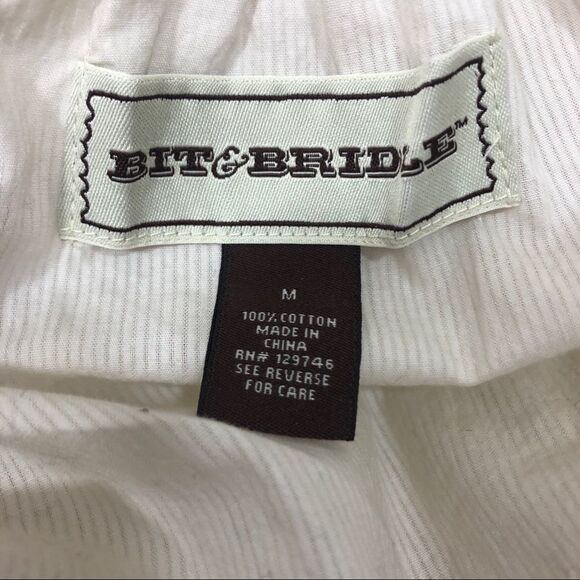 BIT&BRIDLE™
M
100% COTTON
MADE IN
CHINA
RN# 129746
SEE REVERSE
FOR CARE